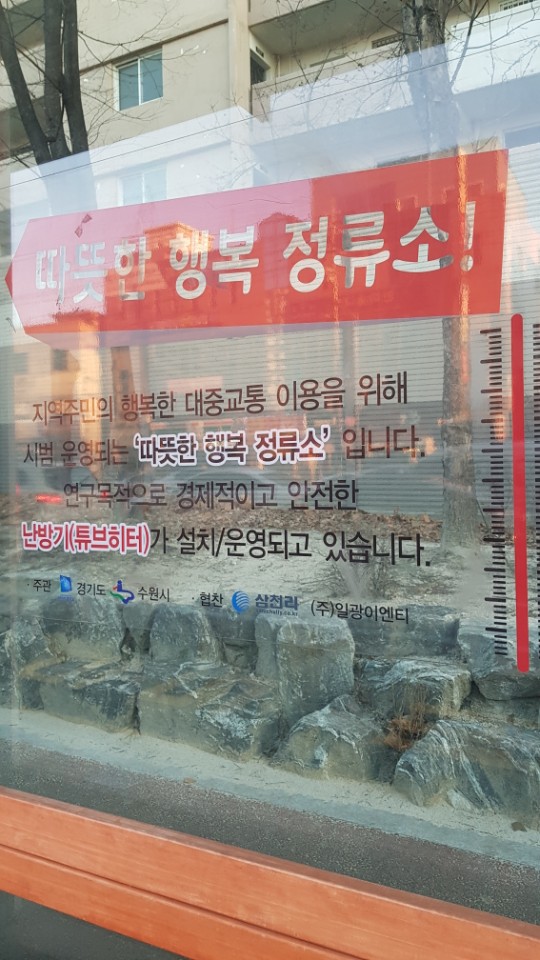 따뜻한 행복 정류소!
지역주민의 행복한 대중교통 이용을 위해
시범 운영되는 '따뜻한 행복 정류소' 입니다.
연구목적으로 경제적이고 안전한
난방기(튜브히터)가 설치/운영되고 있습니다.
· 주관 경기도 수원시 · 협찬 삼천리 (주)일광이엔티